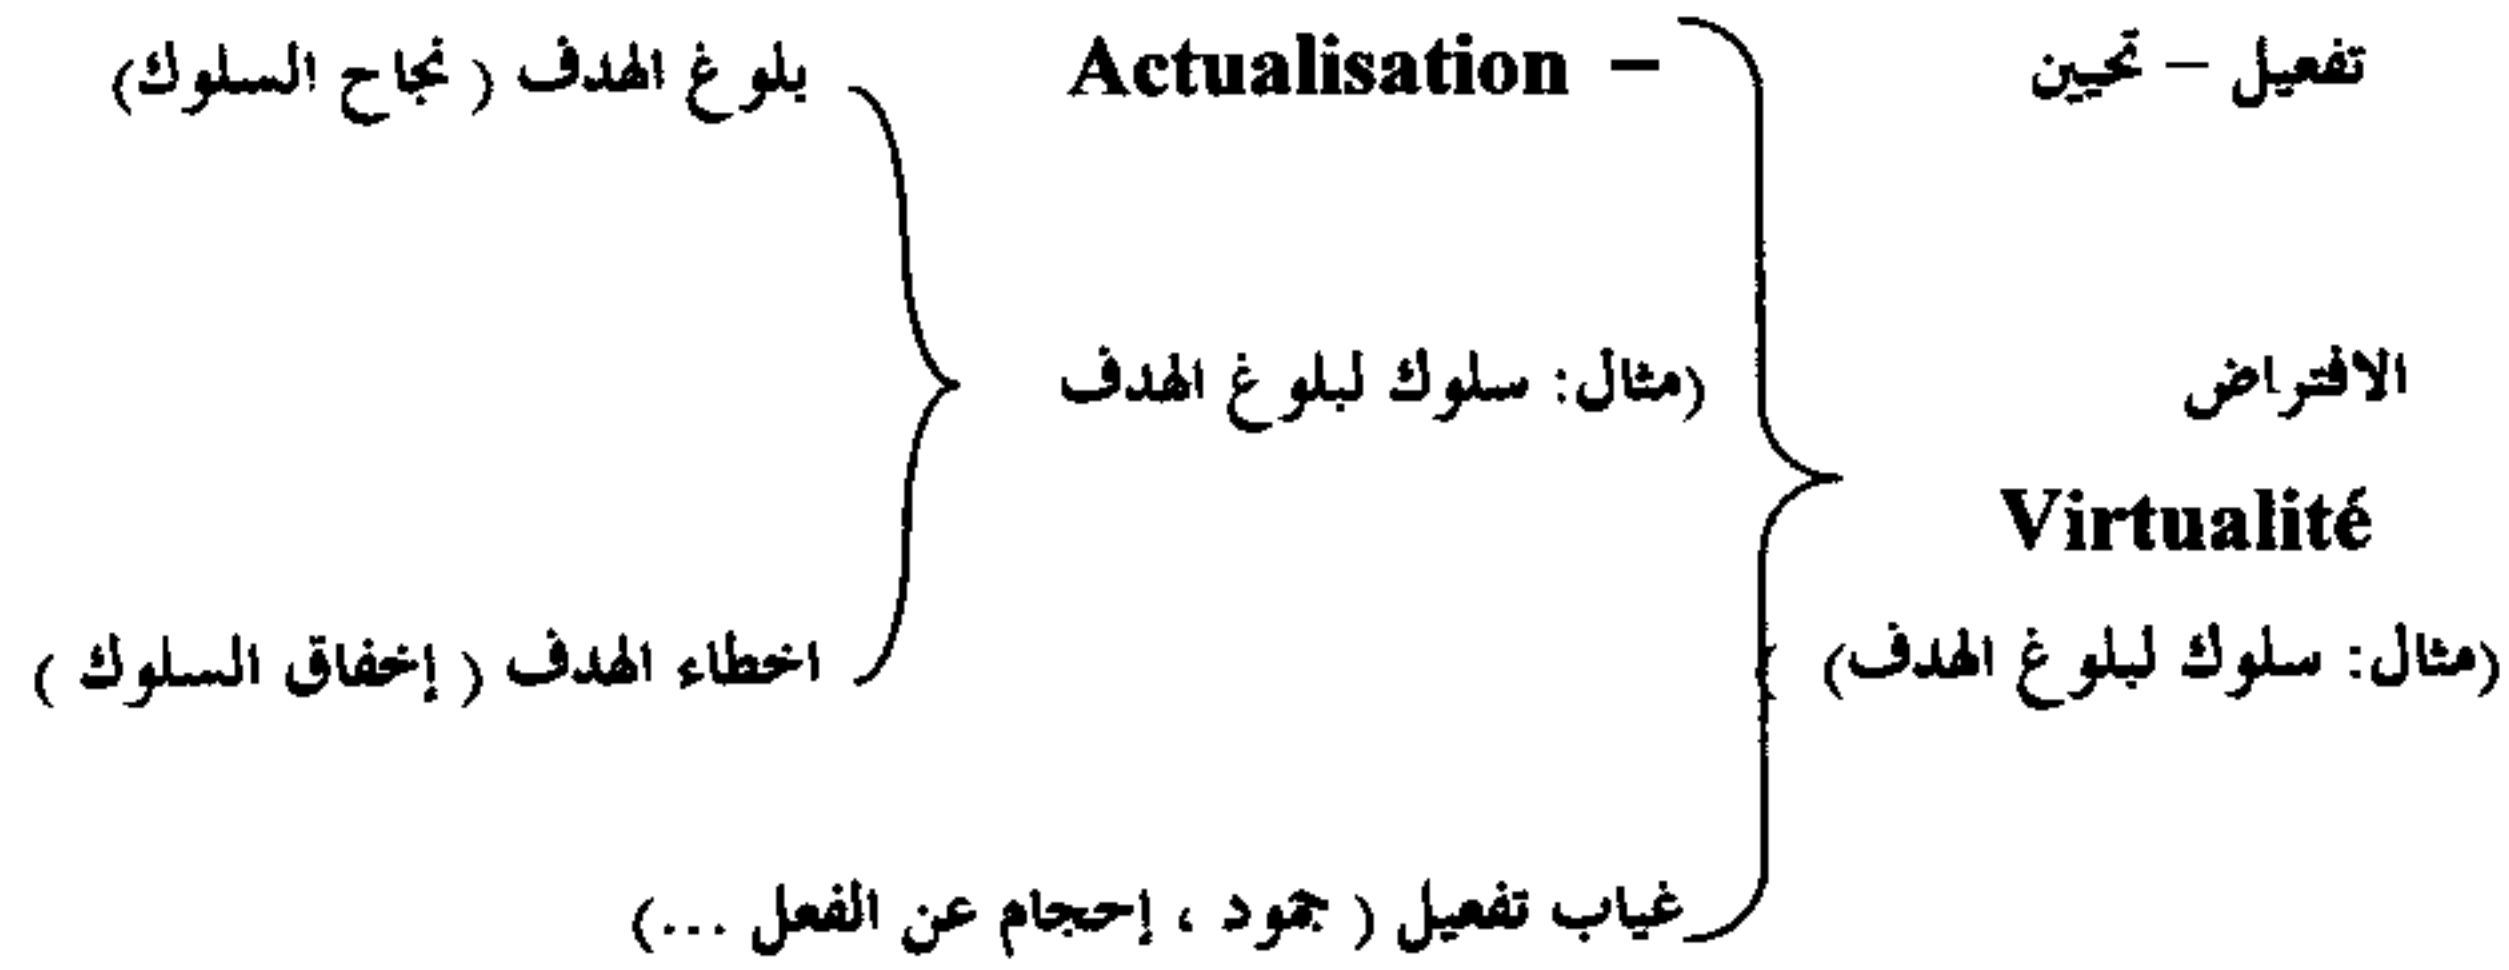 تفعيل – تحيين
– Actualisation
بلوغ الهدف ( نجاح السلوك)
الافتراض
(مثال: سلوك لبلوغ الهدف
Virtualité
(مثال: سلوك لبلوغ الهدف)
اخطاء الهدف ( إخفاق السلوك )
غياب تفعيل ( جمود ، إحجام عن الفعل ...)